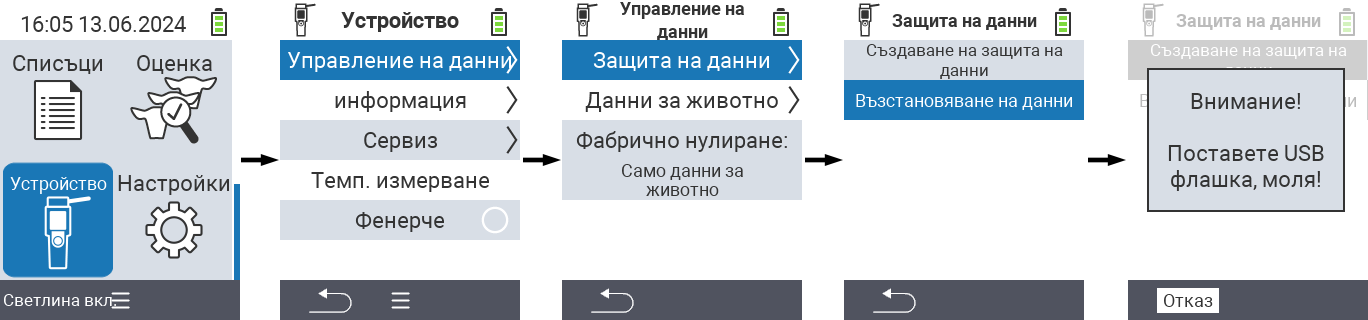 16:05 13.06.2024
Списъци
Оценка
Устройство
Настройки
Светлина вкл.
Устройство
Управление на данни
информация
Сервиз
Темп. измерване
Фенерче
Управление на
данни
Защита на данни
Данни за животно
Фабрично нулиране:
Само данни за
животно
Защита на данни
Създаване на защита на
данни
Възстановяване на данни
Защита на данни
Създаване на защита на
Внимание!
Поставете USB
флашка, моля!
Отказ